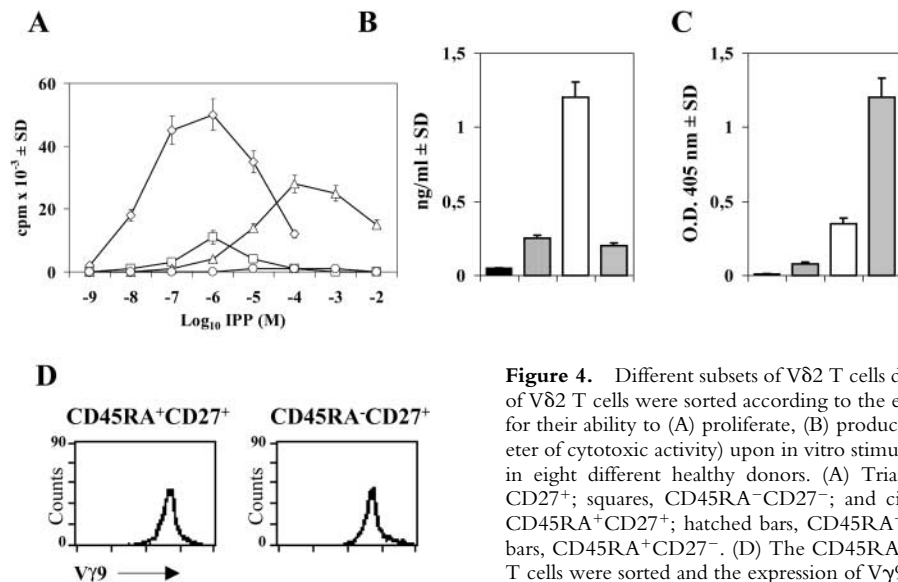 A
B
C
60
40
20
0
cpm x 10⁻³ ± SD
-9 -8 -7 -6 -5 -4 -3 -2
Log₁₀ IPP (M)
1,5
1
0,5
0
ng/ml ± SD
1,5
1
0,5
0
O.D. 405 nm ± SD
D
CD45RA⁺CD27⁺
CD45RA⁻CD27⁺
90
0
Counts
90
0
Counts
Vγ9
Figure 4. Different subsets of Vδ2 T cells d
of Vδ2 T cells were sorted according to the e
for their ability to (A) proliferate, (B) produc
eter of cytotoxic activity) upon in vitro stimu
in eight different healthy donors. (A) Tria
CD27⁺; squares, CD45RA⁻CD27⁻; and ci
CD45RA⁺CD27⁺; hatched bars, CD45RA⁻
bars, CD45RA⁺CD27⁻. (D) The CD45RA
T cells were sorted and the expression of Vγ9